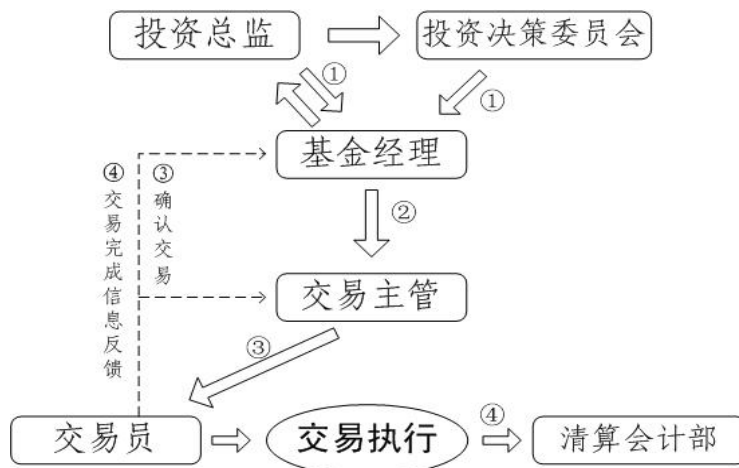 投资总监
投资决策委员会
①
①
基金经理
④交易完成信息反馈
③确认交易
②
交易主管
③
交易员
交易执行
④
清算会计部